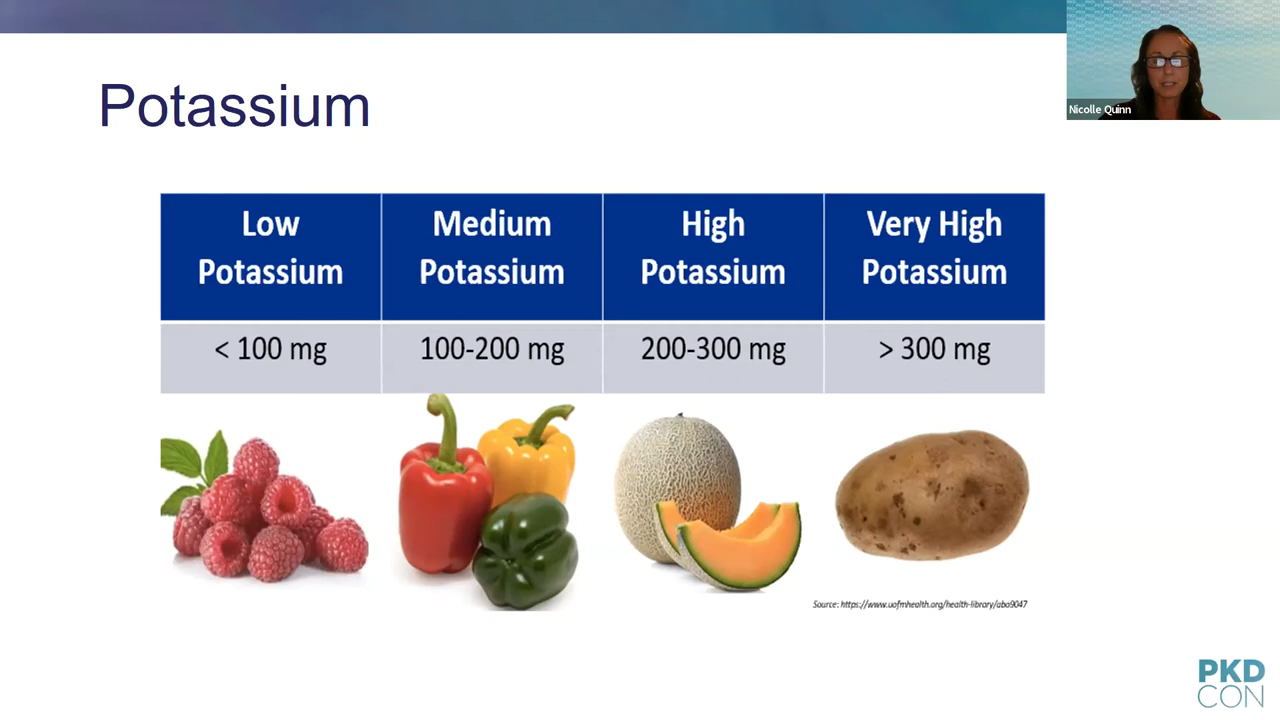 Potassium
Nicolle Quinn
Low
Potassium
Medium
Potassium
High
Potassium
Very High
Potassium
< 100 mg
100-200 mg
200-300 mg
> 300 mg
Source: https://www.uofmhealth.org/health-library/aba9047
PKD
CON